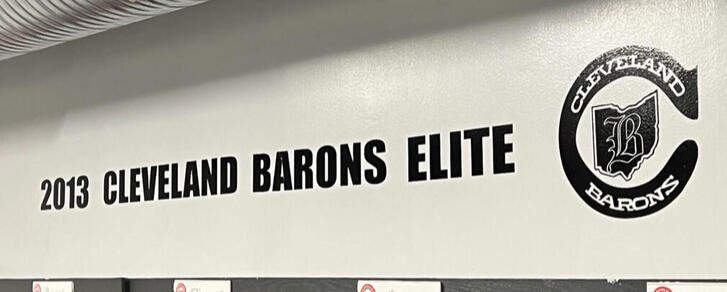 2013 CLEVELAND BARONS ELITE
CLEVELAND
B
BARONS